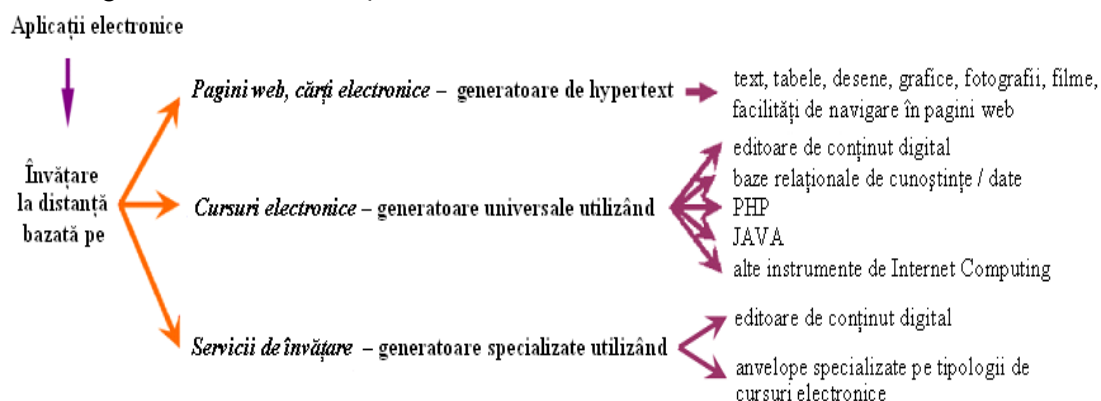 Aplicații electronice
Pagini web, cărți electronice – generatoare de hypertext
text, tabele, desene, grafice, fotografii, filme,
facilități de navigare în pagini web
Învățare
la distanță
bazată pe
Cursuri electronice – generatoare universale utilizând
editoare de conținut digital
baze relaționale de cunoștințe / date
PHP
JAVA
alte instrumente de Internet Computing
Servicii de învățare – generatoare specializate utilizând
editoare de conținut digital
anvelope specializate pe tipologii de
cursuri electronice